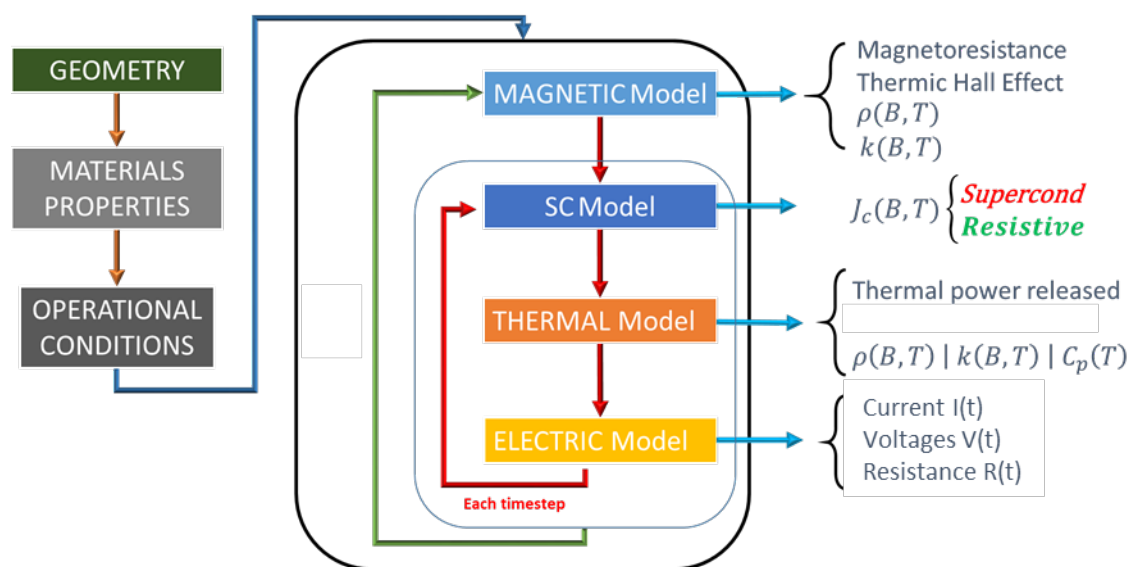 GEOMETRY
MATERIALS
PROPERTIES
OPERATIONAL
CONDITIONS
MAGNETIC Model
SC Model
THERMAL Model
ELECTRIC Model
Each timestep
Magnetoresistance
Thermic Hall Effect
ρ(B,T)
k(B,T)
J_c(B,T)
Supercond
Resistive
Thermal power released
ρ(B,T) | k(B,T) | C_p(T)
Current I(t)
Voltages V(t)
Resistance R(t)